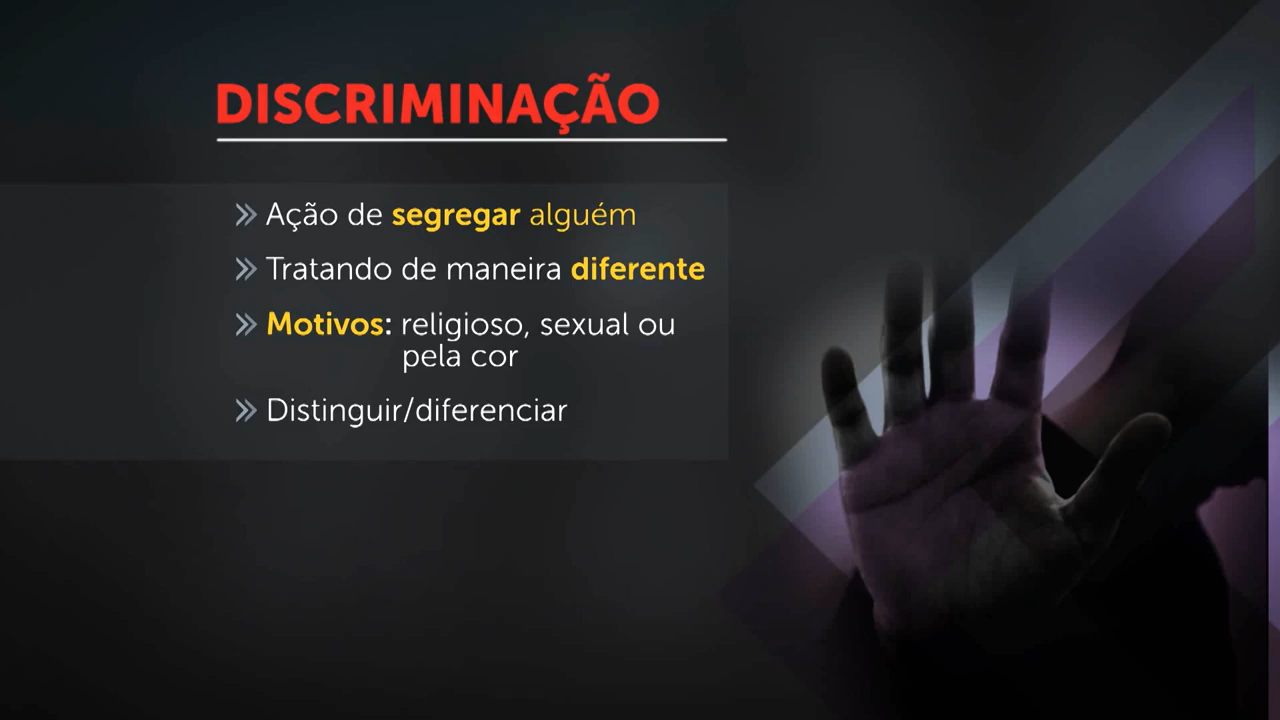 DISCRIMINAÇÃO
» Ação de segregar alguém
» Tratando de maneira diferente
» Motivos: religioso, sexual ou
pela cor
» Distinguir/diferenciar